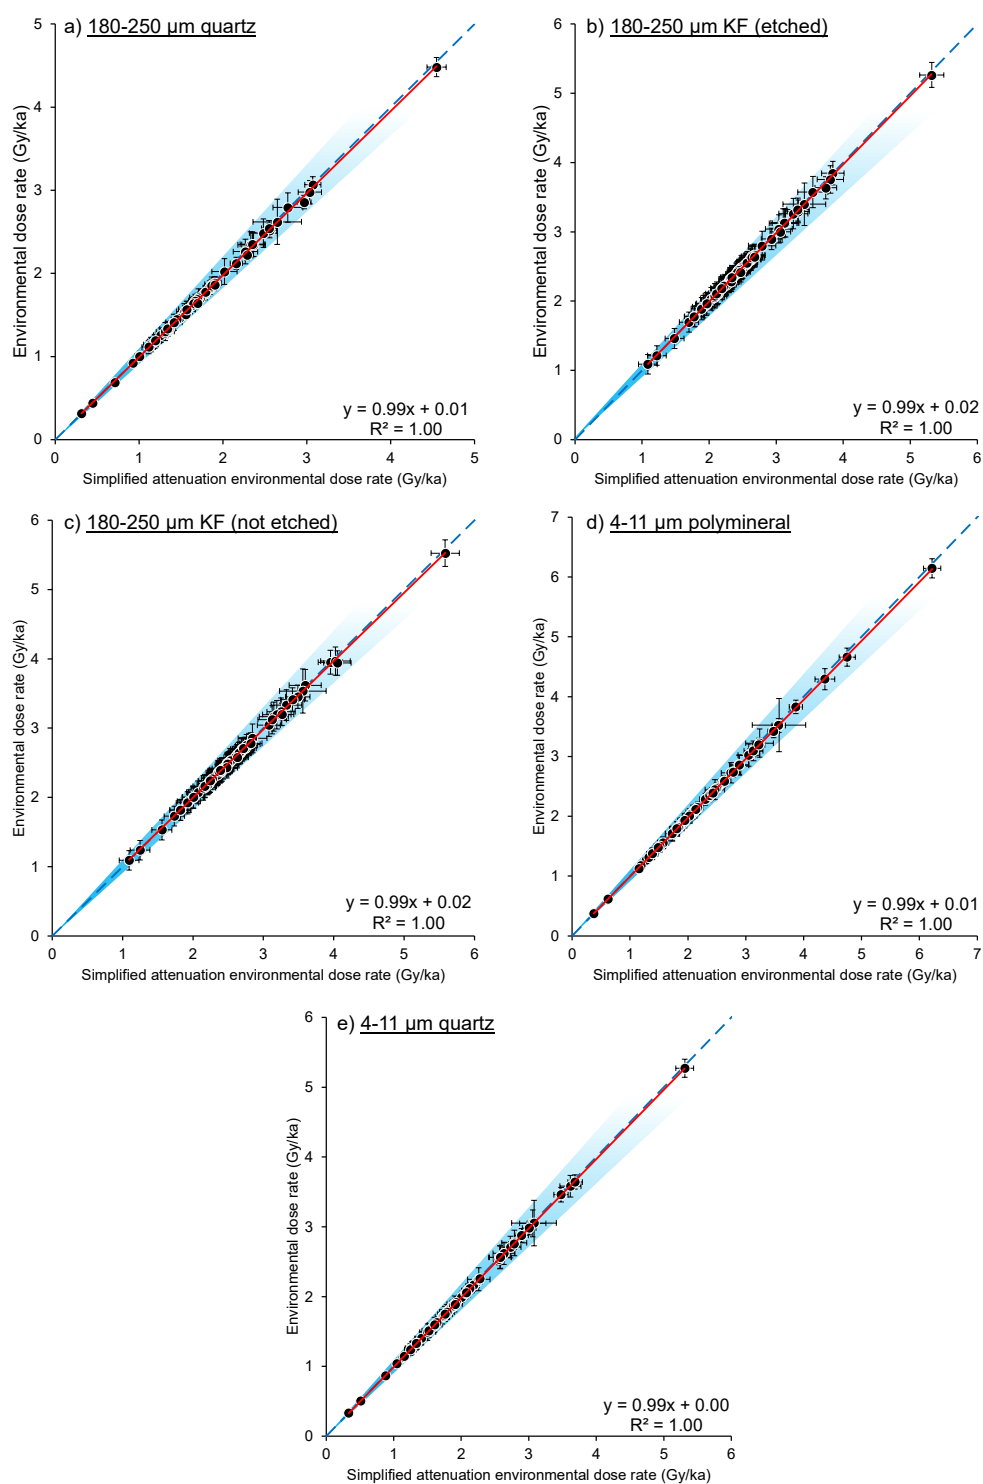 a) 180-250 µm quartz
5
4
3
2
1
0
Environmental dose rate (Gy/ka)
y = 0.99x + 0.01
R² = 1.00
0 1 2 3 4 5
Simplified attenuation environmental dose rate (Gy/ka)
b) 180-250 µm KF (etched)
6
5
4
3
2
1
0
Environmental dose rate (Gy/ka)
y = 0.99x + 0.02
R² = 1.00
0 1 2 3 4 5 6
Simplified attenuation environmental dose rate (Gy/ka)
c) 180-250 µm KF (not etched)
6
5
4
3
2
1
0
Environmental dose rate (Gy/ka)
y = 0.99x + 0.02
R² = 1.00
0 1 2 3 4 5 6
Simplified attenuation environmental dose rate (Gy/ka)
d) 4-11 µm polymineral
7
6
5
4
3
2
1
0
Environmental dose rate (Gy/ka)
y = 0.99x + 0.01
R² = 1.00
0 1 2 3 4 5 6 7
Simplified attenuation environmental dose rate (Gy/ka)
e) 4-11 µm quartz
6
5
4
3
2
1
0
Environmental dose rate (Gy/ka)
y = 0.99x + 0.00
R² = 1.00
0 1 2 3 4 5 6
Simplified attenuation environmental dose rate (Gy/ka)